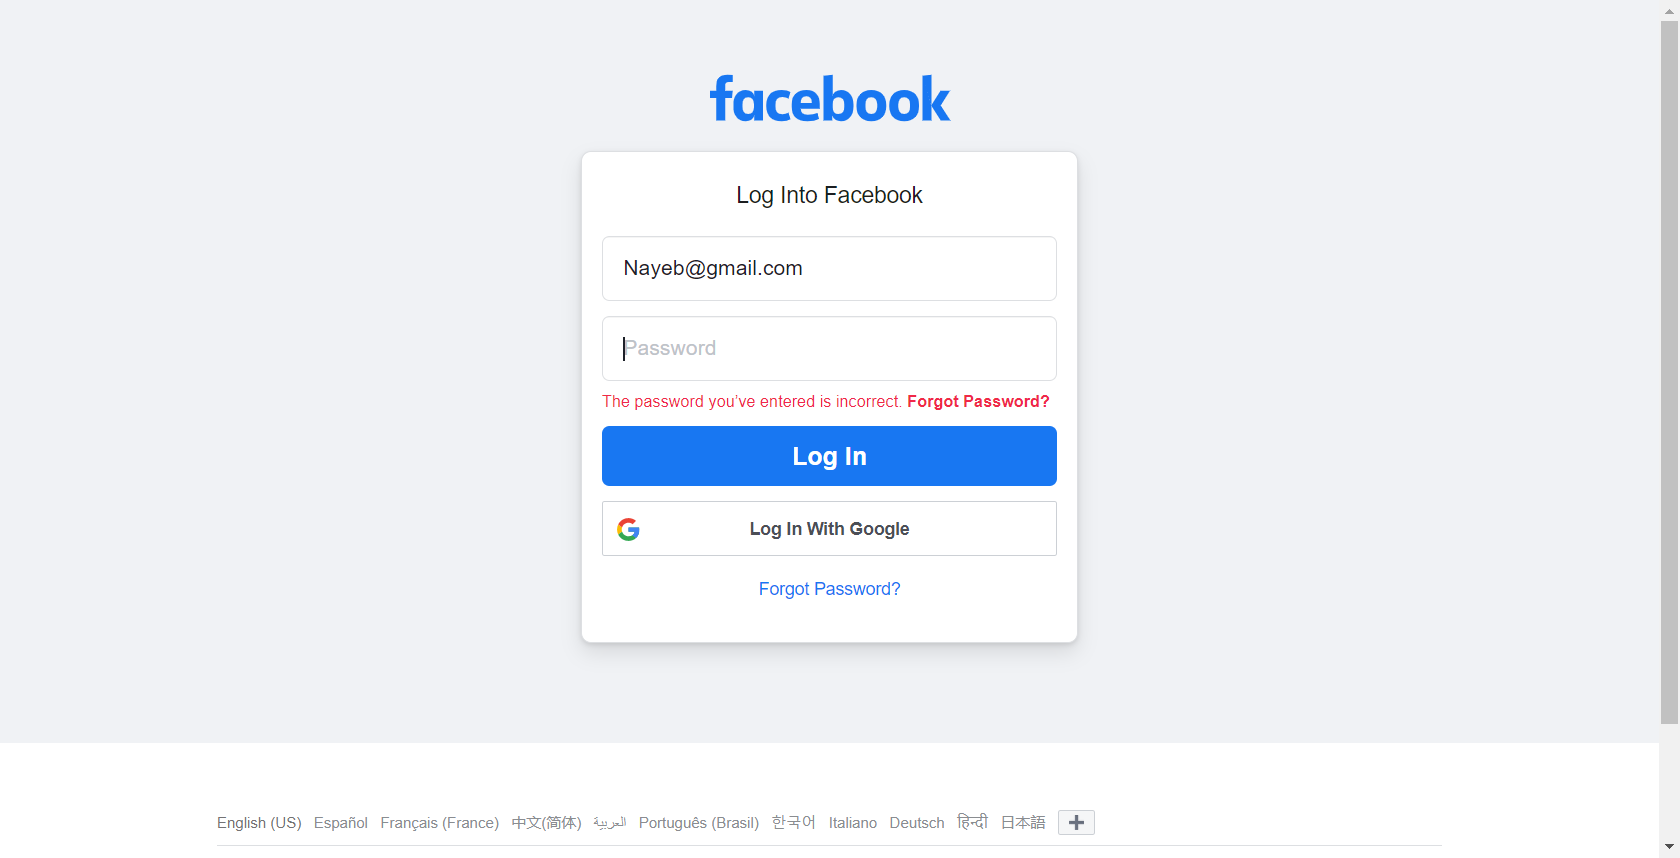 facebook
Log Into Facebook
Nayeb@gmail.com
Password
The password you've entered is incorrect. Forgot Password?
Log In
Log In With Google
Forgot Password?
English (US) Español Français (France) 中文(简体) العربية Português (Brasil) 한국어 Italiano Deutsch हिन्दी 日本語